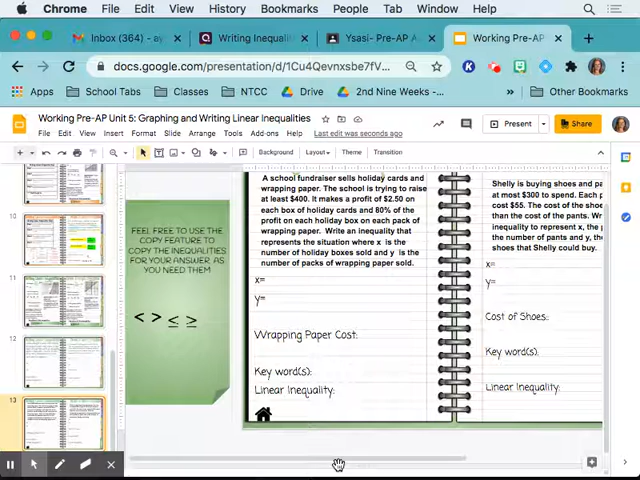 Chrome File Edit View History Bookmarks People Tab Window Help
Inbox (364) - ay
Writing Inequali
Ysasi- Pre-AP A
Working Pre-AP
docs.google.com/presentation/d/1Cu4Qevnxsbe7fV...
Apps School Tabs Classes NTCC Drive 2nd Nine Weeks - ... » Other Bookmarks
Working Pre-AP Unit 5: Graphing and Writing Linear Inequalities
File Edit View Insert Format Slide Arrange Tools Add-ons Help Last edit was seconds ago
Present
Share
Background Layout Theme Transition
10
11
12
13
FEEL FREE TO USE THE
COPY FEATURE TO
COPY THE INEQUALITIES
FOR YOUR ANSWER AS
YOU NEED THEM
< > ≤ ≥
A school fundraiser sells holiday cards and
wrapping paper. The school is trying to raise
at least $400. It makes a profit of $2.50 on
each box of holiday cards and 80% of the
profit on each holiday box on each pack of
wrapping paper. Write an inequality that
represents the situation where x is the
number of holiday boxes sold and y is the
number of packs of wrapping paper sold.
x=
y=
Wrapping Paper Cost:
Key word(s):
Linear Inequality:
Shelly is buying shoes and pa
at most $300 to spend. Each p
cost $55. The cost of the shoe
than the cost of the pants. Wr
inequality to represent x, the
the number of pants and y, the
shoes that Shelly could buy.
x=
y=
Cost of Shoes:
Key word(s):
Linear Inequality: